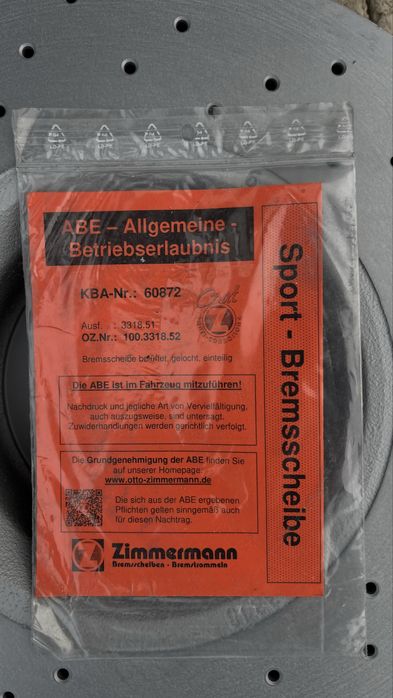 ABE – Allgemeine -
Betriebserlaubnis
KBA-Nr.: 60872
Ausf. : 3318.51
OZ.Nr.: 100.3318.52
Bremsscheibe belüftet, gelocht, einteilig
Die ABE ist im Fahrzeug mitzuführen!
Nachdruck und jegliche Art von Vervielfältigung,
auch auszugsweise, sind untersagt.
Zuwiderhandlungen werden gerichtlich verfolgt.
Die Grundgenehmigung der ABE finden Sie
auf unserer Homepage:
www.otto-zimmermann.de
Die sich aus der ABE ergebenen
Pflichten gelten sinngemäß auch
für diesen Nachtrag.
Zimmermann
Bremsscheiben - Bremstrommeln
Sport - Bremsscheibe